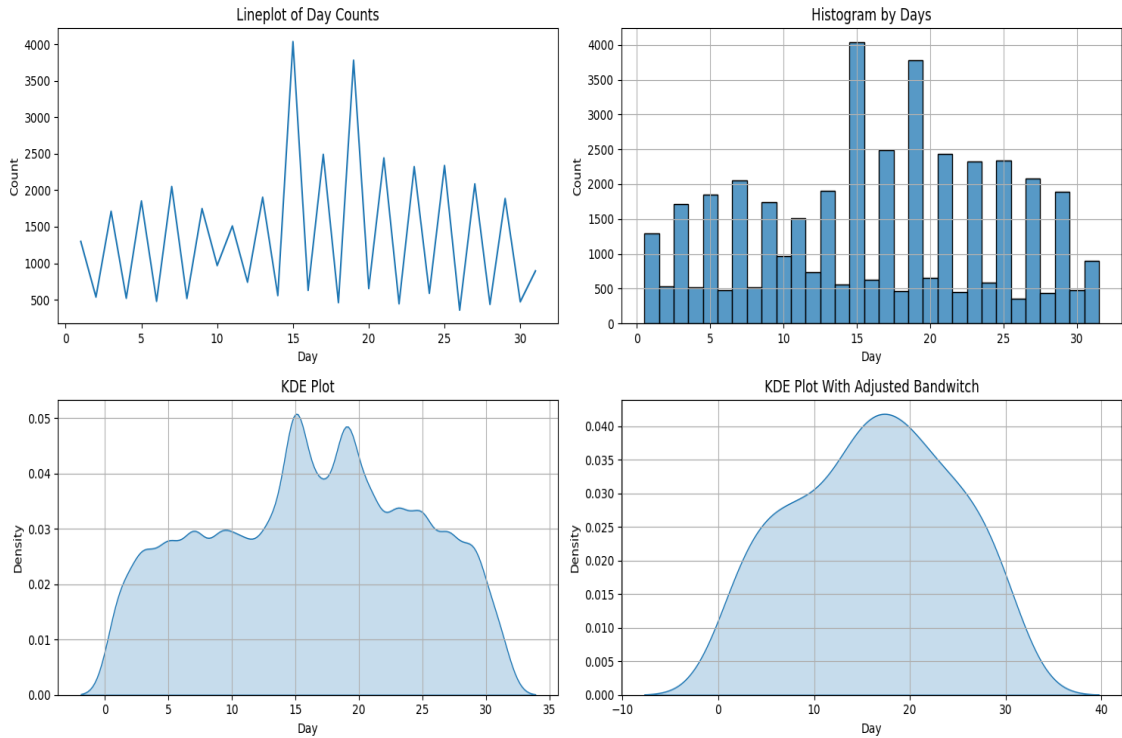 Lineplot of Day Counts
4000
3500
3000
2500
2000
1500
1000
500
Count
0 5 10 15 20 25 30
Day
Histogram by Days
4000
3500
3000
2500
2000
1500
1000
500
0
Count
0 5 10 15 20 25 30
Day
KDE Plot
0.05
0.04
0.03
0.02
0.01
0.00
Density
0 5 10 15 20 25 30 35
Day
KDE Plot With Adjusted Bandwitch
0.040
0.035
0.030
0.025
0.020
0.015
0.010
0.005
0.000
Density
−10 0 10 20 30 40
Day